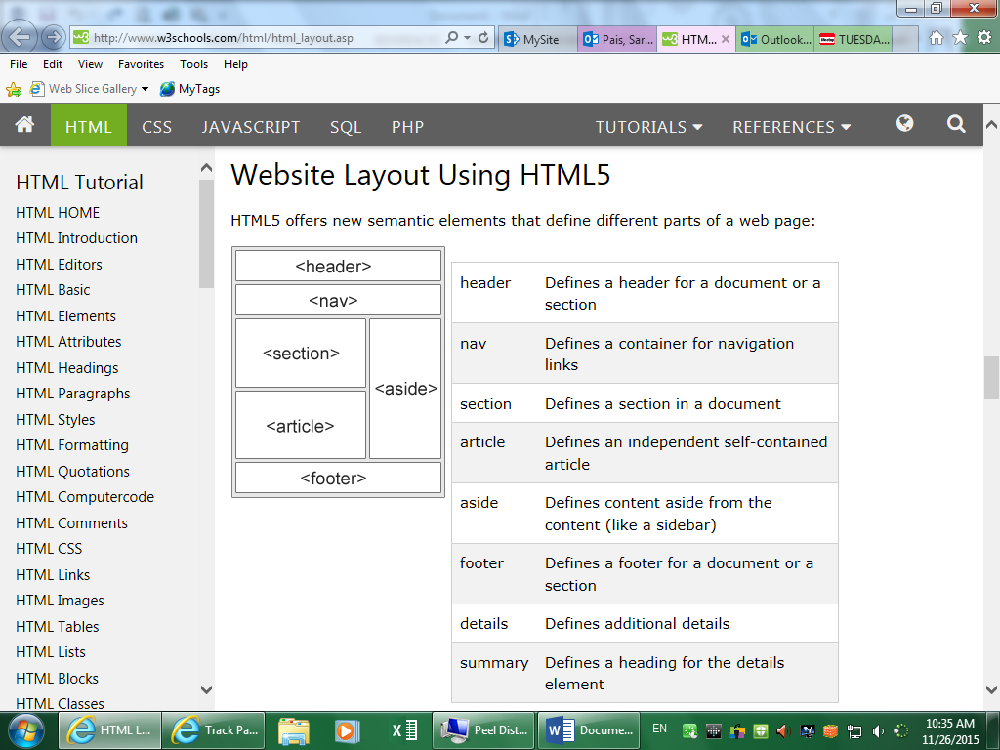 http://www.w3schools.com/html/html_layout.asp
MySite
Pais, Sar...
HTM...
Outlook...
TUESDA...
File Edit View Favorites Tools Help
Web Slice Gallery
MyTags
HTML CSS JAVASCRIPT SQL PHP TUTORIALS REFERENCES
HTML Tutorial
HTML HOME
HTML Introduction
HTML Editors
HTML Basic
HTML Elements
HTML Attributes
HTML Headings
HTML Paragraphs
HTML Styles
HTML Formatting
HTML Quotations
HTML Computercode
HTML Comments
HTML CSS
HTML Links
HTML Images
HTML Tables
HTML Lists
HTML Blocks
HTML Classes
Website Layout Using HTML5
HTML5 offers new semantic elements that define different parts of a web page:
<header>
<nav>
<section>
<aside>
<article>
<footer>
header Defines a header for a document or a
section
nav Defines a container for navigation
links
section Defines a section in a document
article Defines an independent self-contained
article
aside Defines content aside from the
content (like a sidebar)
footer Defines a footer for a document or a
section
details Defines additional details
summary Defines a heading for the details
element
HTML L...
Track Pa...
Peel Dist...
Docume...
EN
10:35 AM
11/26/2015